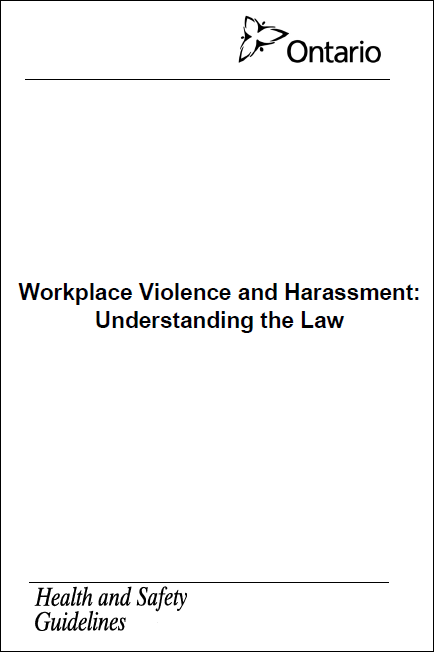 Ontario
Workplace Violence and Harassment:
Understanding the Law
Health and Safety
Guidelines